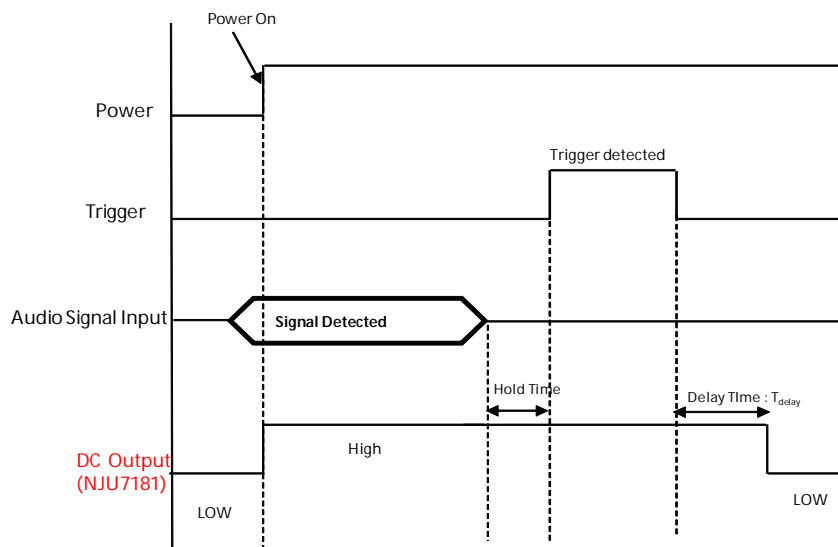 Power On
Power
Trigger detected
Trigger
Audio Signal Input
Signal Detected
Hold Time
Delay TIme : Tdelay
High
DC Output
(NJU7181)
LOW
LOW